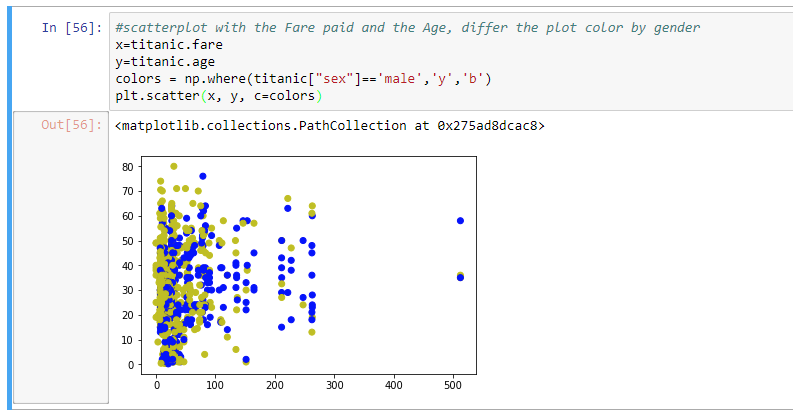 In [56]: #scatterplot with the Fare paid and the Age, differ the plot color by gender
x=titanic.fare
y=titanic.age
colors = np.where(titanic["sex"]=='male','y','b')
plt.scatter(x, y, c=colors)
Out[56]: <matplotlib.collections.PathCollection at 0x275ad8dcac8>
80
70
60
50
40
30
20
10
0
0 100 200 300 400 500